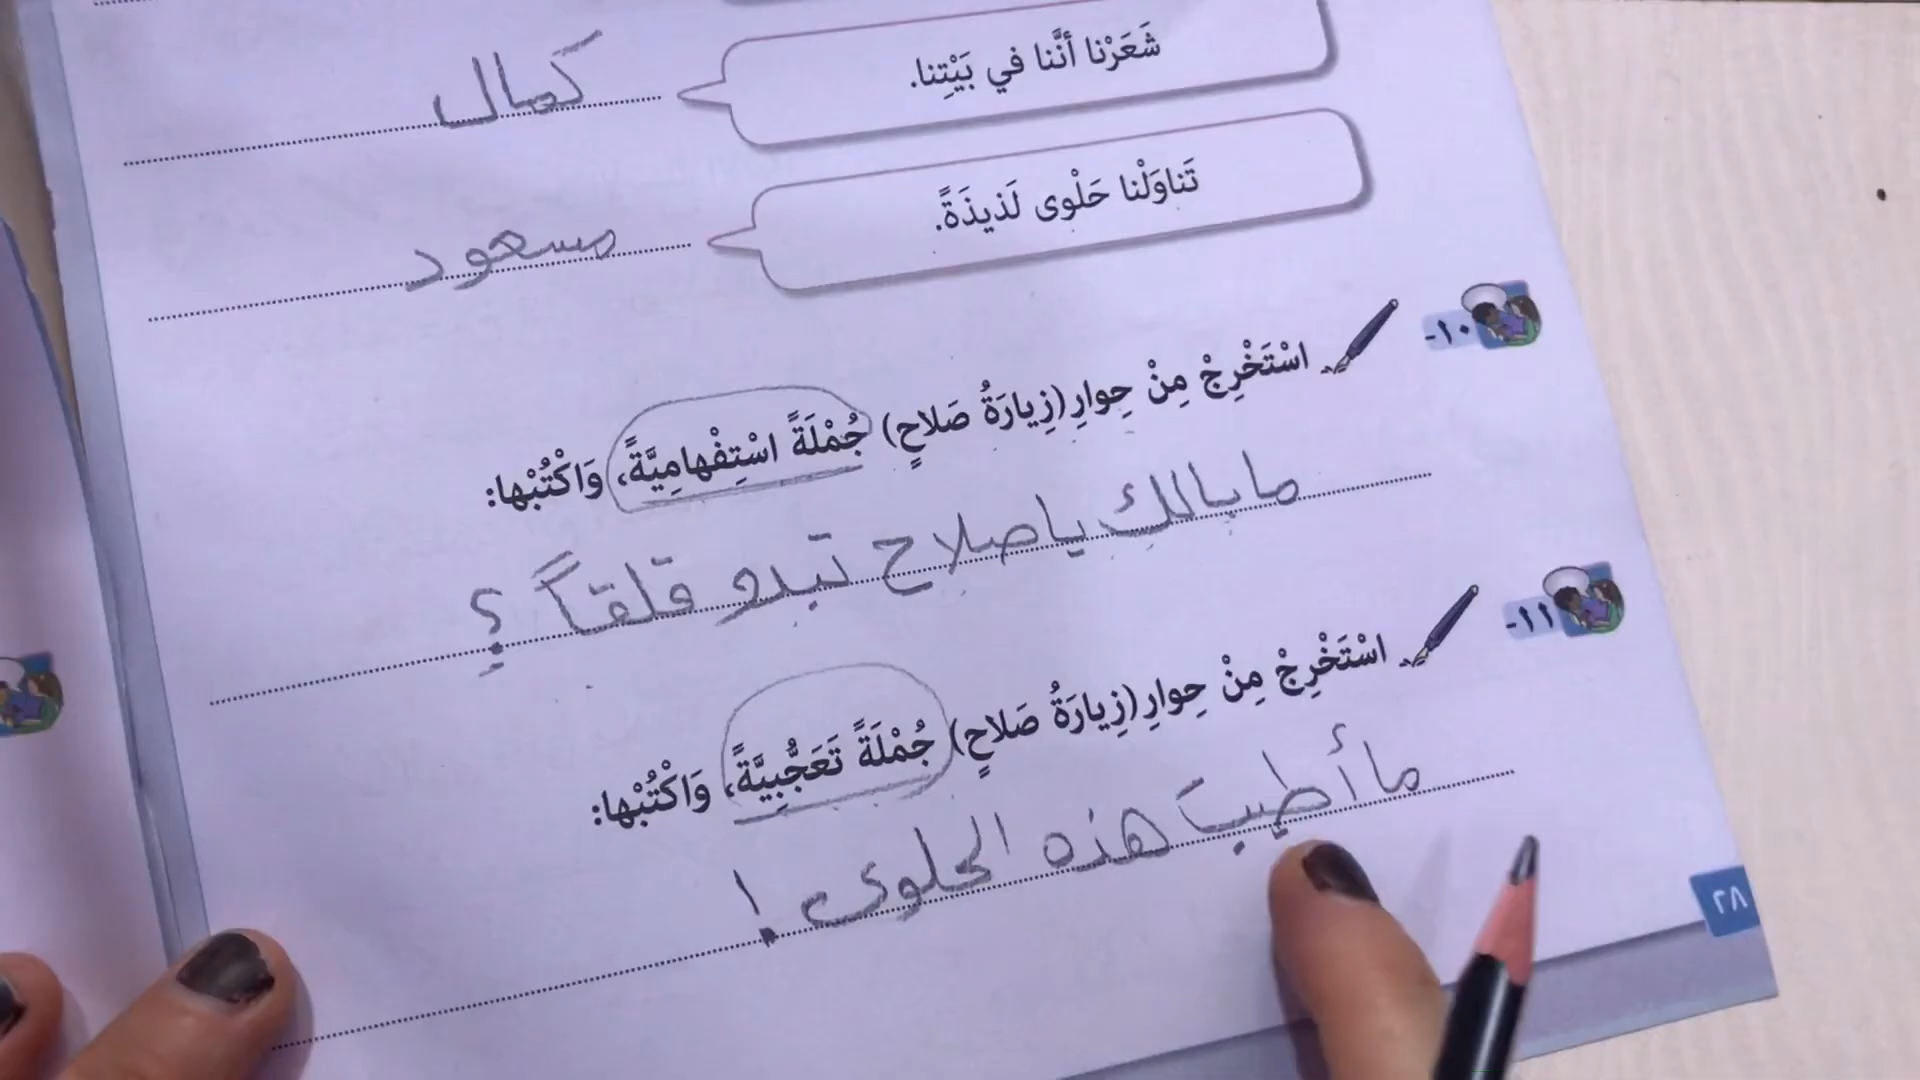 شَعَرْنا أَنَّنا في بَيْتِنا.
كمال
تَناوَلْنا حَلْوى لَذيذَةً.
مسعود
١٠-
اسْتَخْرِجْ مِنْ حِوارِ (زِيارَةُ صَلاحٍ) جُمْلَةً اسْتِفْهامِيَّةً، وَاكْتُبْها:
ما بالك يا صلاح تبدو قلقاً ؟
١١-
اسْتَخْرِجْ مِنْ حِوارِ (زِيارَةُ صَلاحٍ) جُمْلَةً تَعَجُّبِيَّةً، وَاكْتُبْها:
ما أطيبَ هذه الحلوى !
٢٨